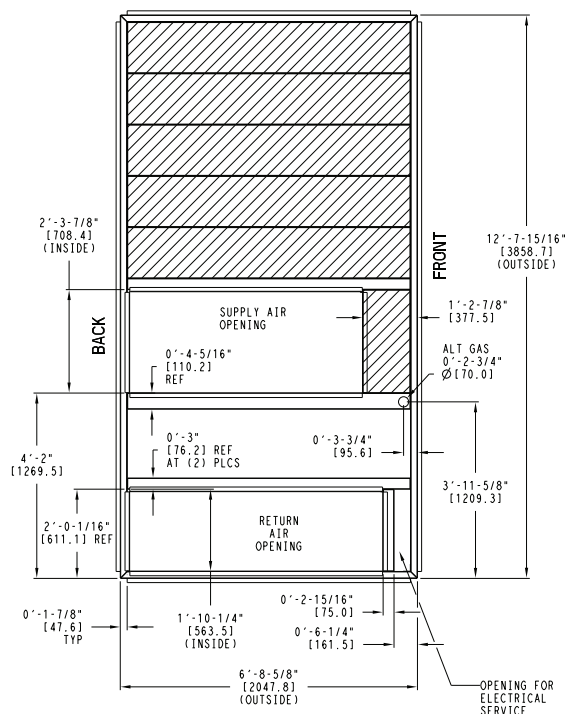 2'-3-7/8"
[708.4]
(INSIDE)
12'-7-15/16"
[3858.7]
(OUTSIDE)
FRONT
BACK
SUPPLY AIR
OPENING
1'-2-7/8"
[377.5]
0'-4-5/16"
[110.2]
REF
ALT GAS
0'-2-3/4"
Ø[70.0]
4'-2"
[1269.5]
0'-3"
[76.2] REF
AT (2) PLCS
0'-3-3/4"
[95.6]
3'-11-5/8"
[1209.3]
2'-0-1/16"
[611.1] REF
RETURN
AIR
OPENING
0'-1-7/8"
[47.6]
TYP
1'-10-1/4"
[563.5]
(INSIDE)
0'-2-15/16"
[75.0]
0'-6-1/4"
[161.5]
6'-8-5/8"
[2047.8]
(OUTSIDE)
OPENING FOR
ELECTRICAL
SERVICE